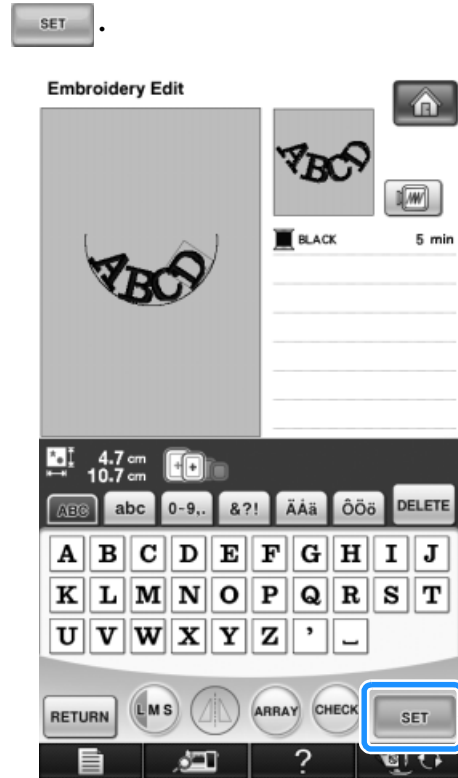 SET .
Embroidery Edit
ABCD
ABCD
BLACK 5 min
4.7 cm
10.7 cm
ABC abc 0-9,. &?! ÄÅä ÔÖö DELETE
A B C D E F G H I J
K L M N O P Q R S T
U V W X Y Z ’ _
RETURN L M S ARRAY CHECK SET
?